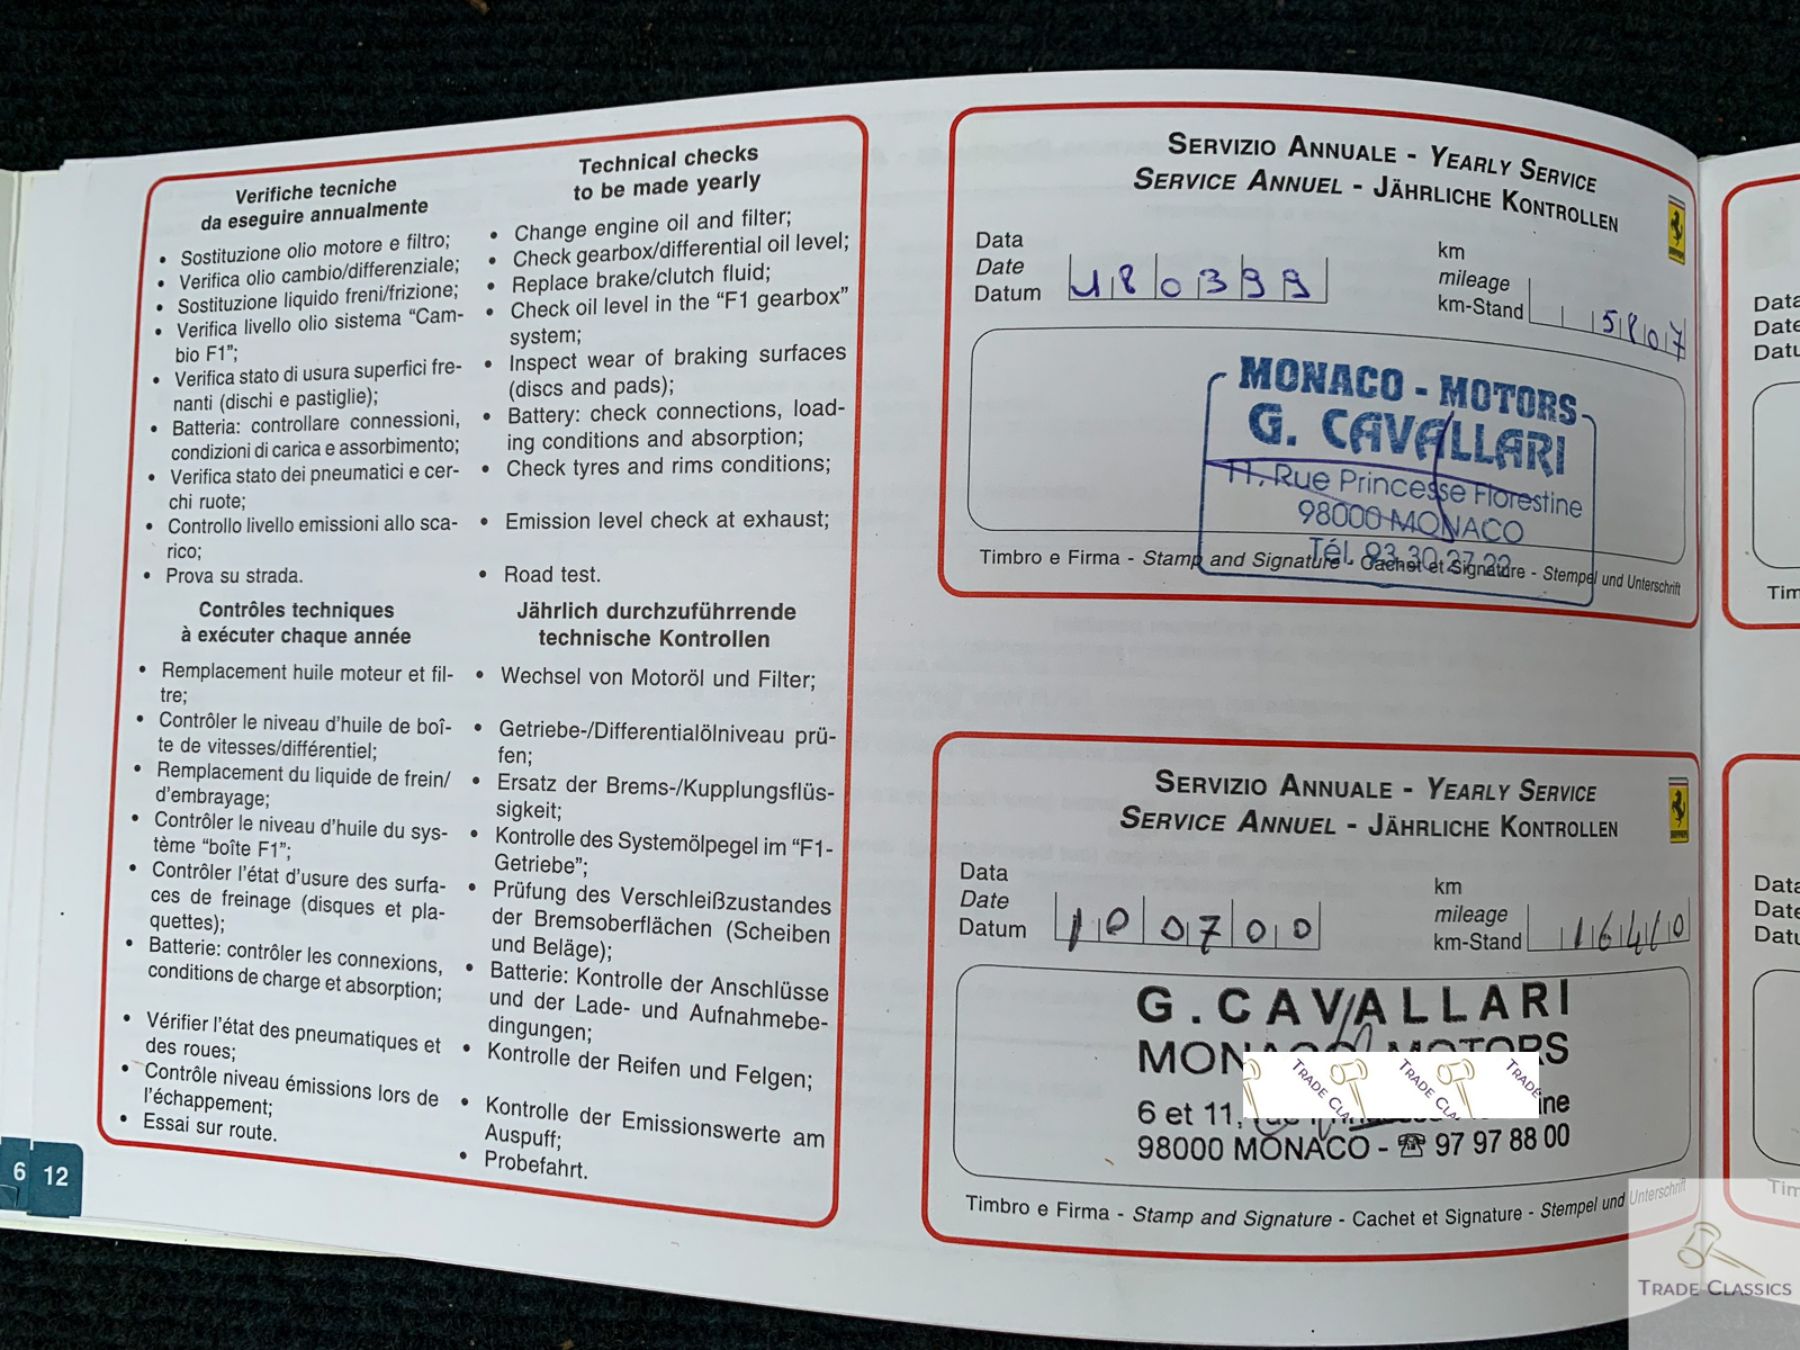 Verifiche tecniche
da eseguire annualmente
• Sostituzione olio motore e filtro;
• Verifica olio cambio/differenziale;
• Sostituzione liquido freni/frizione;
• Verifica livello olio sistema “Cam-
bio F1”;
• Verifica stato di usura superfici fre-
nanti (dischi e pastiglie);
• Batteria: controllare connessioni,
condizioni di carica e assorbimento;
• Verifica stato dei pneumatici e cer-
chi ruote;
• Controllo livello emissioni allo sca-
rico;
• Prova su strada.
Technical checks
to be made yearly
• Change engine oil and filter;
• Check gearbox/differential oil level;
• Replace brake/clutch fluid;
• Check oil level in the “F1 gearbox”
system;
• Inspect wear of braking surfaces
(discs and pads);
• Battery: check connections, load-
ing conditions and absorption;
• Check tyres and rims conditions;
• Emission level check at exhaust;
• Road test.
Contrôles techniques
à exécuter chaque année
• Remplacement huile moteur et fil-
tre;
• Contrôler le niveau d’huile de boî-
te de vitesses/différentiel;
• Remplacement du liquide de frein/
d’embrayage;
• Contrôler le niveau d’huile du sys-
tème “boîte F1”;
• Contrôler l’état d’usure des surfa-
ces de freinage (disques et pla-
quettes);
• Batterie: contrôler les connexions,
conditions de charge et absorption;
• Vérifier l’état des pneumatiques et
des roues;
• Contrôle niveau émissions lors de
l’échappement;
• Essai sur route.
Jährlich durchzuführrende
technische Kontrollen
• Wechsel von Motoröl und Filter;
• Getriebe-/Differentialölniveau prü-
fen;
• Ersatz der Brems-/Kupplungsflüs-
sigkeit;
• Kontrolle des Systemölpegel im “F1-
Getriebe”;
• Prüfung des Verschleißzustandes
der Bremsoberflächen (Scheiben
und Beläge);
• Batterie: Kontrolle der Anschlüsse
und der Lade- und Aufnahmebe-
dingungen;
• Kontrolle der Reifen und Felgen;
• Kontrolle der Emissionswerte am
Auspuff;
• Probefahrt.
6 12
SERVIZIO ANNUALE - YEARLY SERVICE
SERVICE ANNUEL - JÄHRLICHE KONTROLLEN
Data
Date
Datum
180399
km
mileage
km-Stand
5807
MONACO - MOTORS
G. CAVALLARI
11, Rue Princesse Florestine
98000 MONACO
Tél. 93.30.27.22
Timbro e Firma - Stamp and Signature - Cachet et Signature - Stempel und Unterschrift
SERVIZIO ANNUALE - YEARLY SERVICE
SERVICE ANNUEL - JÄHRLICHE KONTROLLEN
Data
Date
Datum
100700
km
mileage
km-Stand
G. CAVALLARI
MONACO MOTORS
6 et 11,
98000 MONACO - ☎ 97 97 88 00
TRADE CLASSICS
TRADE
Timbro e Firma - Stamp and Signature - Cachet et Signature - Stempel und Unterschrift
Data
Date
Tim
Data
Date
Tim
TRADE CLASSICS